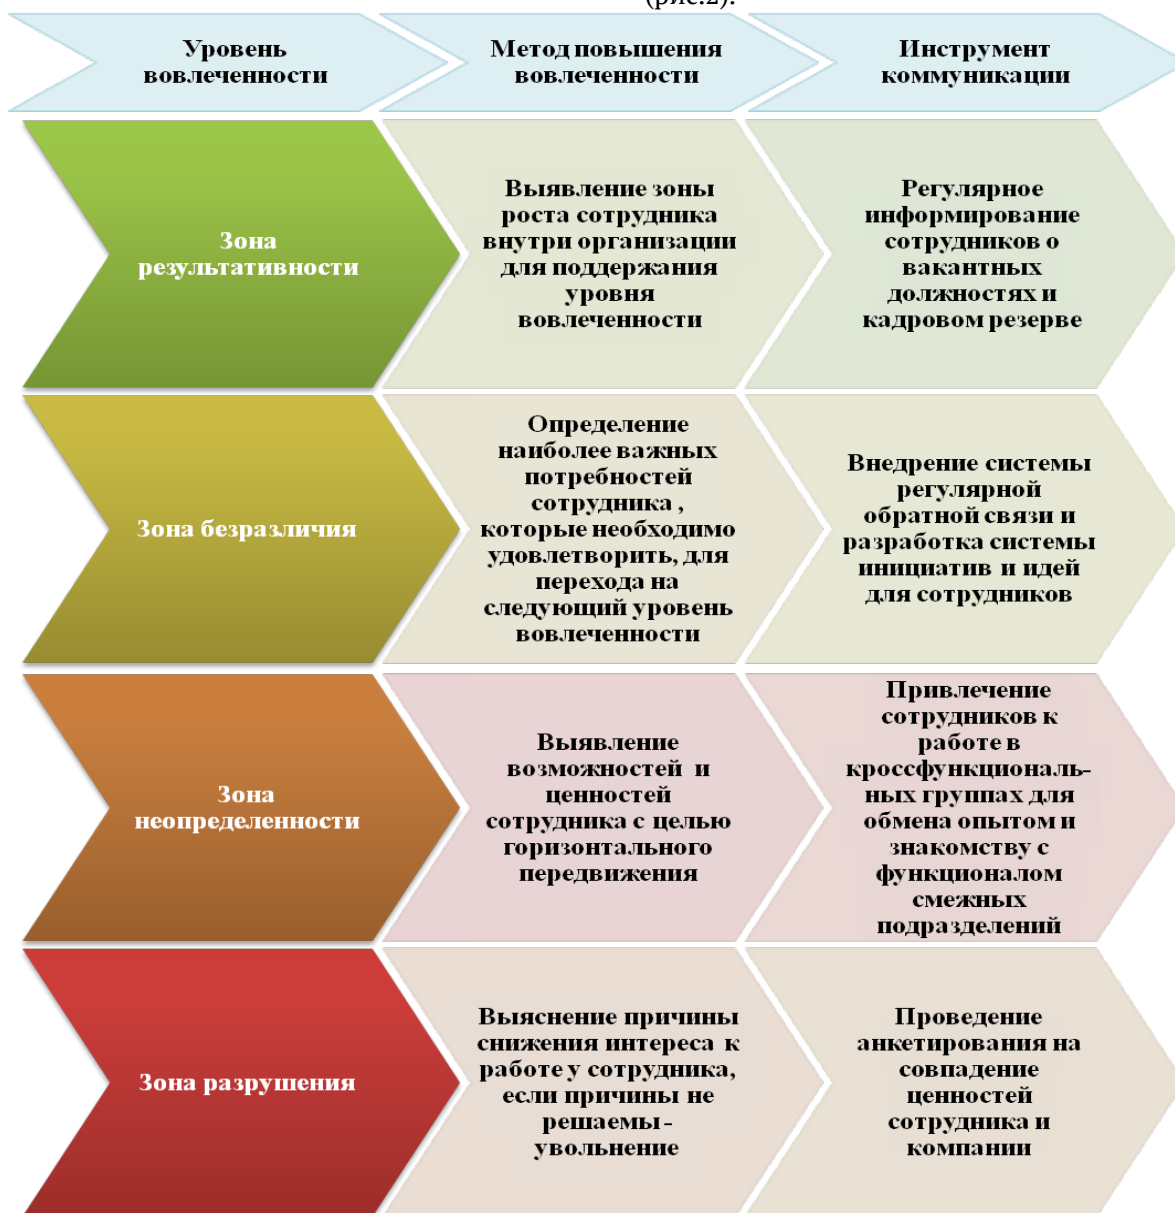 (рис.2).
Уровень
вовлеченности
Метод повышения
вовлеченности
Инструмент
коммуникации
Зона
результативности
Выявление зоны
роста сотрудника
внутри организации
для поддержания
уровня
вовлеченности
Регулярное
информирование
сотрудников о
вакантных
должностях и
кадровом резерве
Зона безразличия
Определение
наиболее важных
потребностей
сотрудника ,
которые необходимо
удовлетворить, для
перехода на
следующий уровень
вовлеченности
Внедрение системы
регулярной
обратной связи и
разработка системы
инициатив и идей
для сотрудников
Зона
неопределенности
Выявление
возможностей и
ценностей
сотрудника с целью
горизонтального
передвижения
Привлечение
сотрудников к
работе в
кроссфункциональ-
ных группах для
обмена опытом и
знакомству с
функционалом
смежных
подразделений
Зона разрушения
Выяснение причины
снижения интереса к
работе у сотрудника,
если причины не
решаемы -
увольнение
Проведение
анкетирования на
совпадение
ценностей
сотрудника и
компании